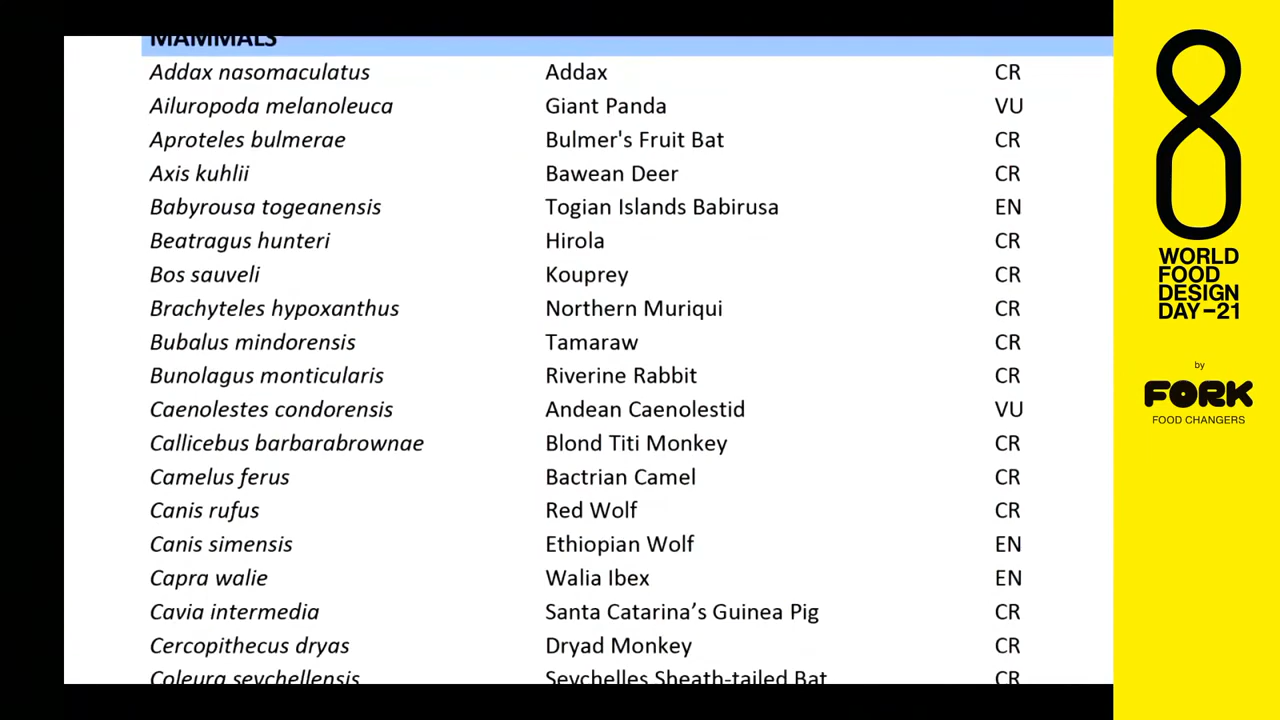 MAMMALS
Addax nasomaculatus Addax CR
Ailuropoda melanoleuca Giant Panda VU
Aproteles bulmerae Bulmer's Fruit Bat CR
Axis kuhlii Bawean Deer CR
Babyrousa togeanensis Togian Islands Babirusa EN
Beatragus hunteri Hirola CR
Bos sauveli Kouprey CR
Brachyteles hypoxanthus Northern Muriqui CR
Bubalus mindorensis Tamaraw CR
Bunolagus monticularis Riverine Rabbit CR
Caenolestes condorensis Andean Caenolestid VU
Callicebus barbarabrownae Blond Titi Monkey CR
Camelus ferus Bactrian Camel CR
Canis rufus Red Wolf CR
Canis simensis Ethiopian Wolf EN
Capra walie Walia Ibex EN
Cavia intermedia Santa Catarina’s Guinea Pig CR
Cercopithecus dryas Dryad Monkey CR
Coleura seychellensis Seychelles Sheath-tailed Bat CR
8
WORLD
FOOD
DESIGN
DAY–21
by
FORK
FOOD CHANGERS